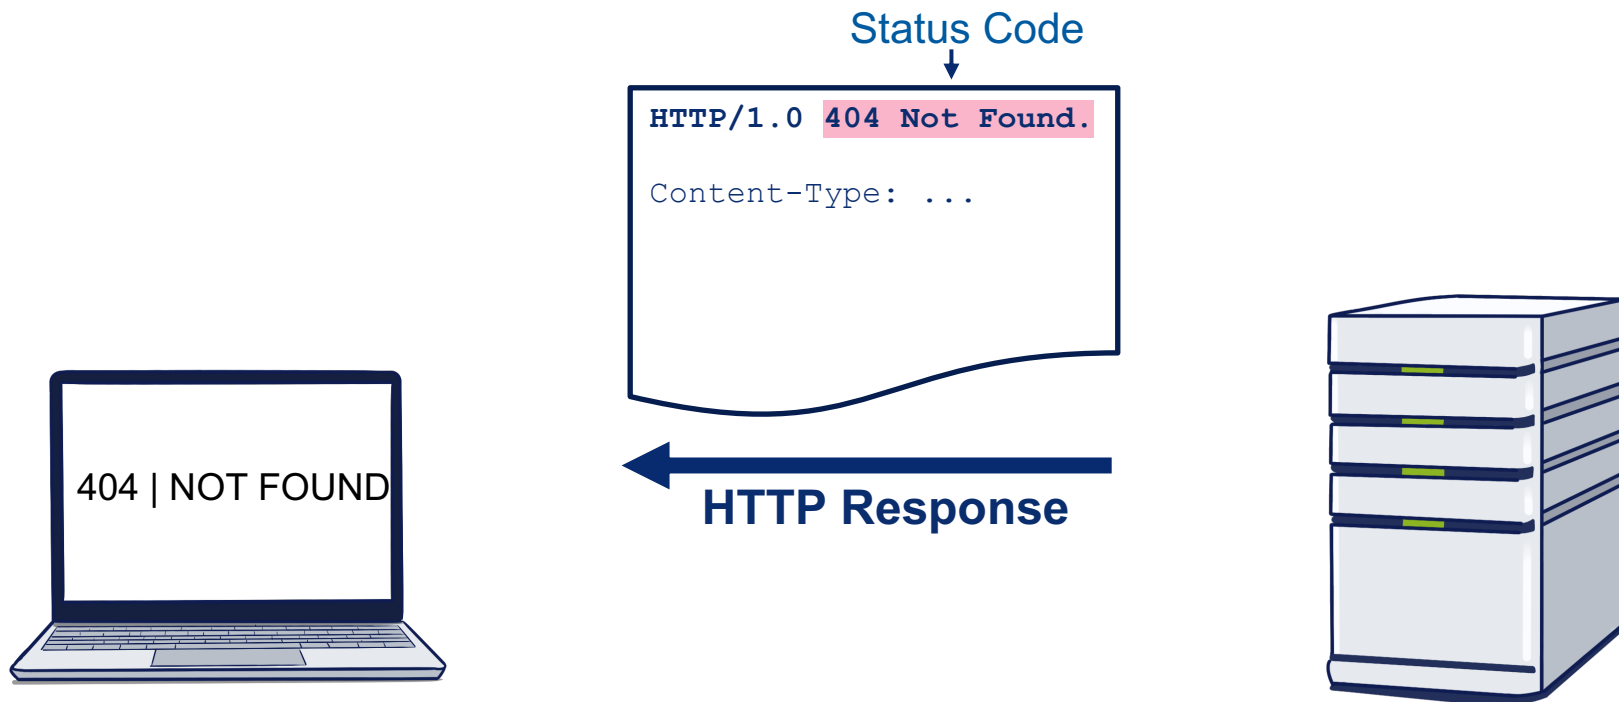 Status Code
HTTP/1.0 404 Not Found.
Content-Type: ...
404 | NOT FOUND
HTTP Response